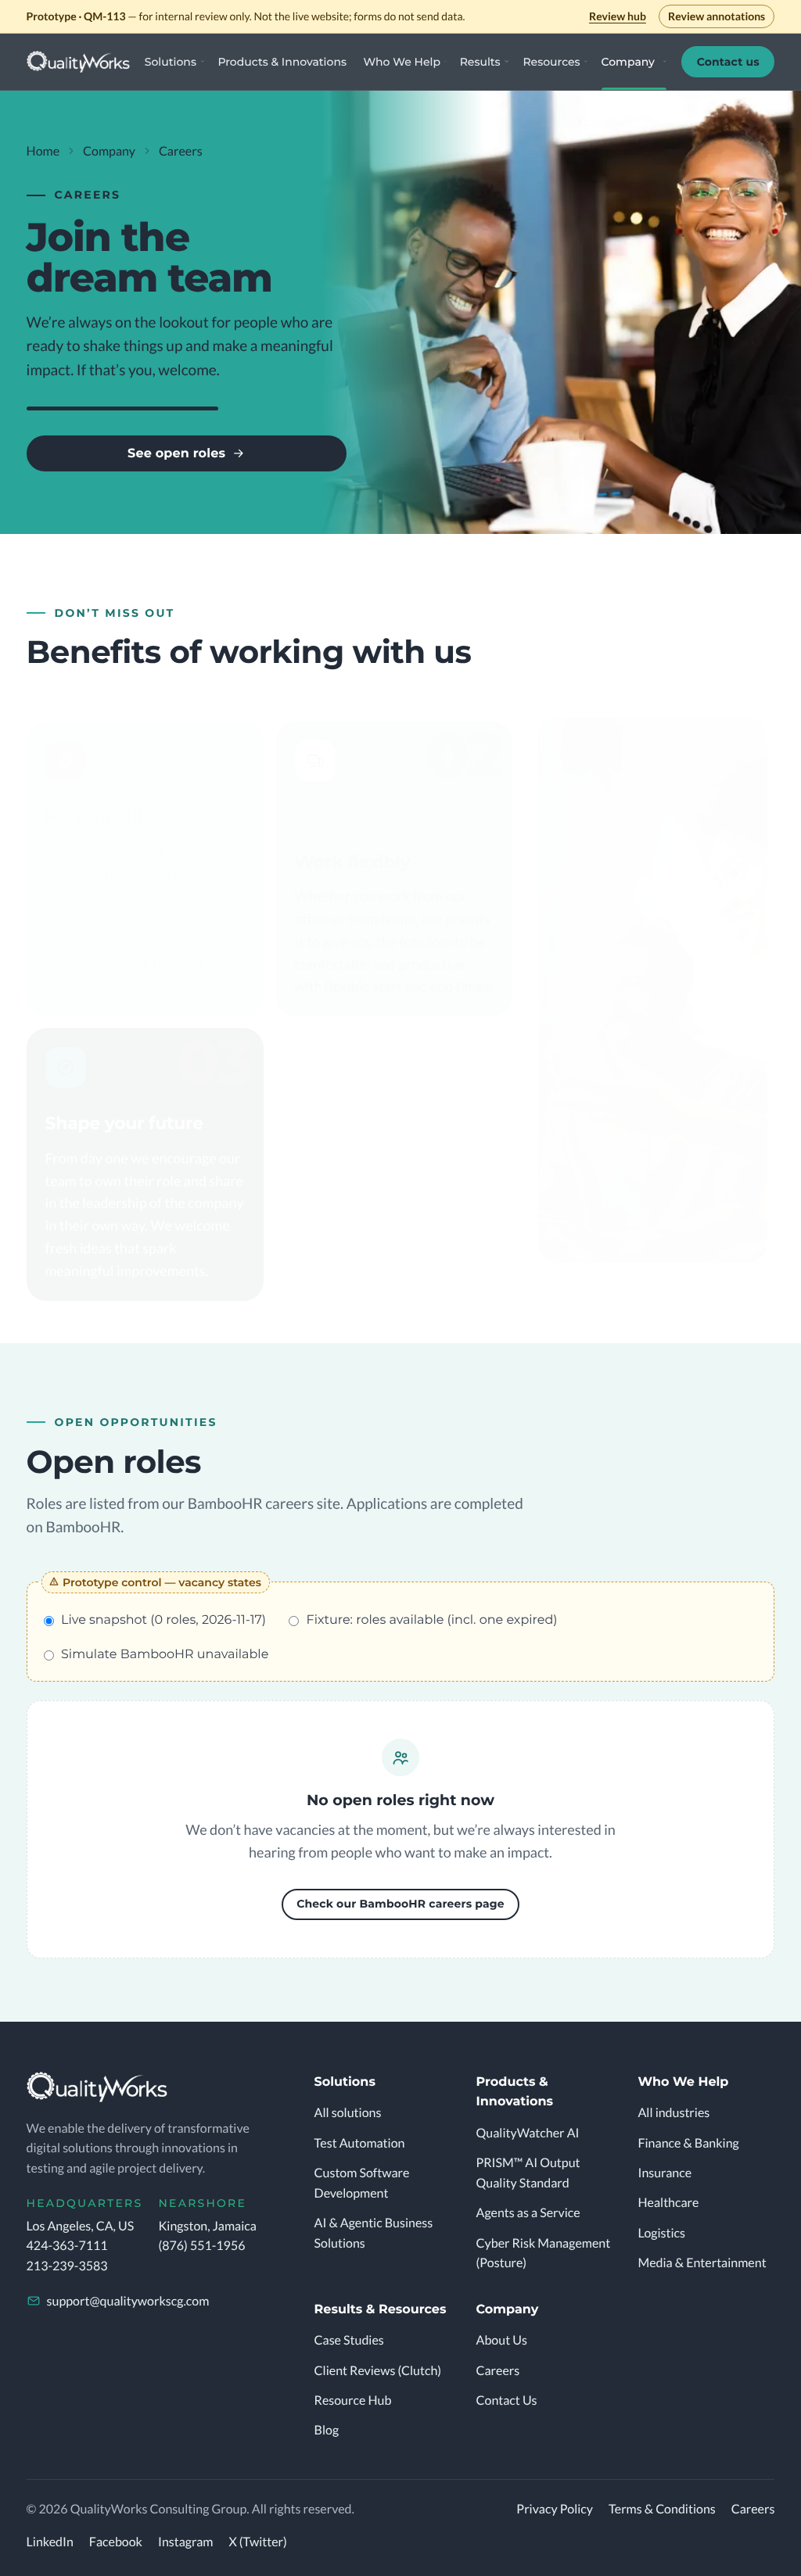 Prototype · QM-113 — for internal review only. Not the live website; forms do not send data.
Review hub
Review annotations
QualityWorks
Solutions
Products & Innovations
Who We Help
Results
Resources
Company
Contact us
Home
Company
Careers
CAREERS
Join the
dream team
We’re always on the lookout for people who are
ready to shake things up and make a meaningful
impact. If that’s you, welcome.
See open roles
DON’T MISS OUT
Benefits of working with us
Shape your future
From day one we encourage our
team to own their role and share
in the leadership of the company
in their own way. We welcome
fresh ideas that spark
meaningful improvements.
OPEN OPPORTUNITIES
Open roles
Roles are listed from our BambooHR careers site. Applications are completed
on BambooHR.
Prototype control — vacancy states
Live snapshot (0 roles, 2026-11-17)
Fixture: roles available (incl. one expired)
Simulate BambooHR unavailable
No open roles right now
We don’t have vacancies at the moment, but we’re always interested in
hearing from people who want to make an impact.
Check our BambooHR careers page
QualityWorks
We enable the delivery of transformative
digital solutions through innovations in
testing and agile project delivery.
HEADQUARTERS
Los Angeles, CA, US
424-363-7111
213-239-3583
NEARSHORE
Kingston, Jamaica
(876) 551-1956
support@qualityworkscg.com
Solutions
All solutions
Test Automation
Custom Software
Development
AI & Agentic Business
Solutions
Products &
Innovations
QualityWatcher AI
PRISM™ AI Output
Quality Standard
Agents as a Service
Cyber Risk Management
(Posture)
Who We Help
All industries
Finance & Banking
Insurance
Healthcare
Logistics
Media & Entertainment
Results & Resources
Case Studies
Client Reviews (Clutch)
Resource Hub
Blog
Company
About Us
Careers
Contact Us
© 2026 QualityWorks Consulting Group. All rights reserved.
Privacy Policy
Terms & Conditions
Careers
LinkedIn
Facebook
Instagram
X (Twitter)